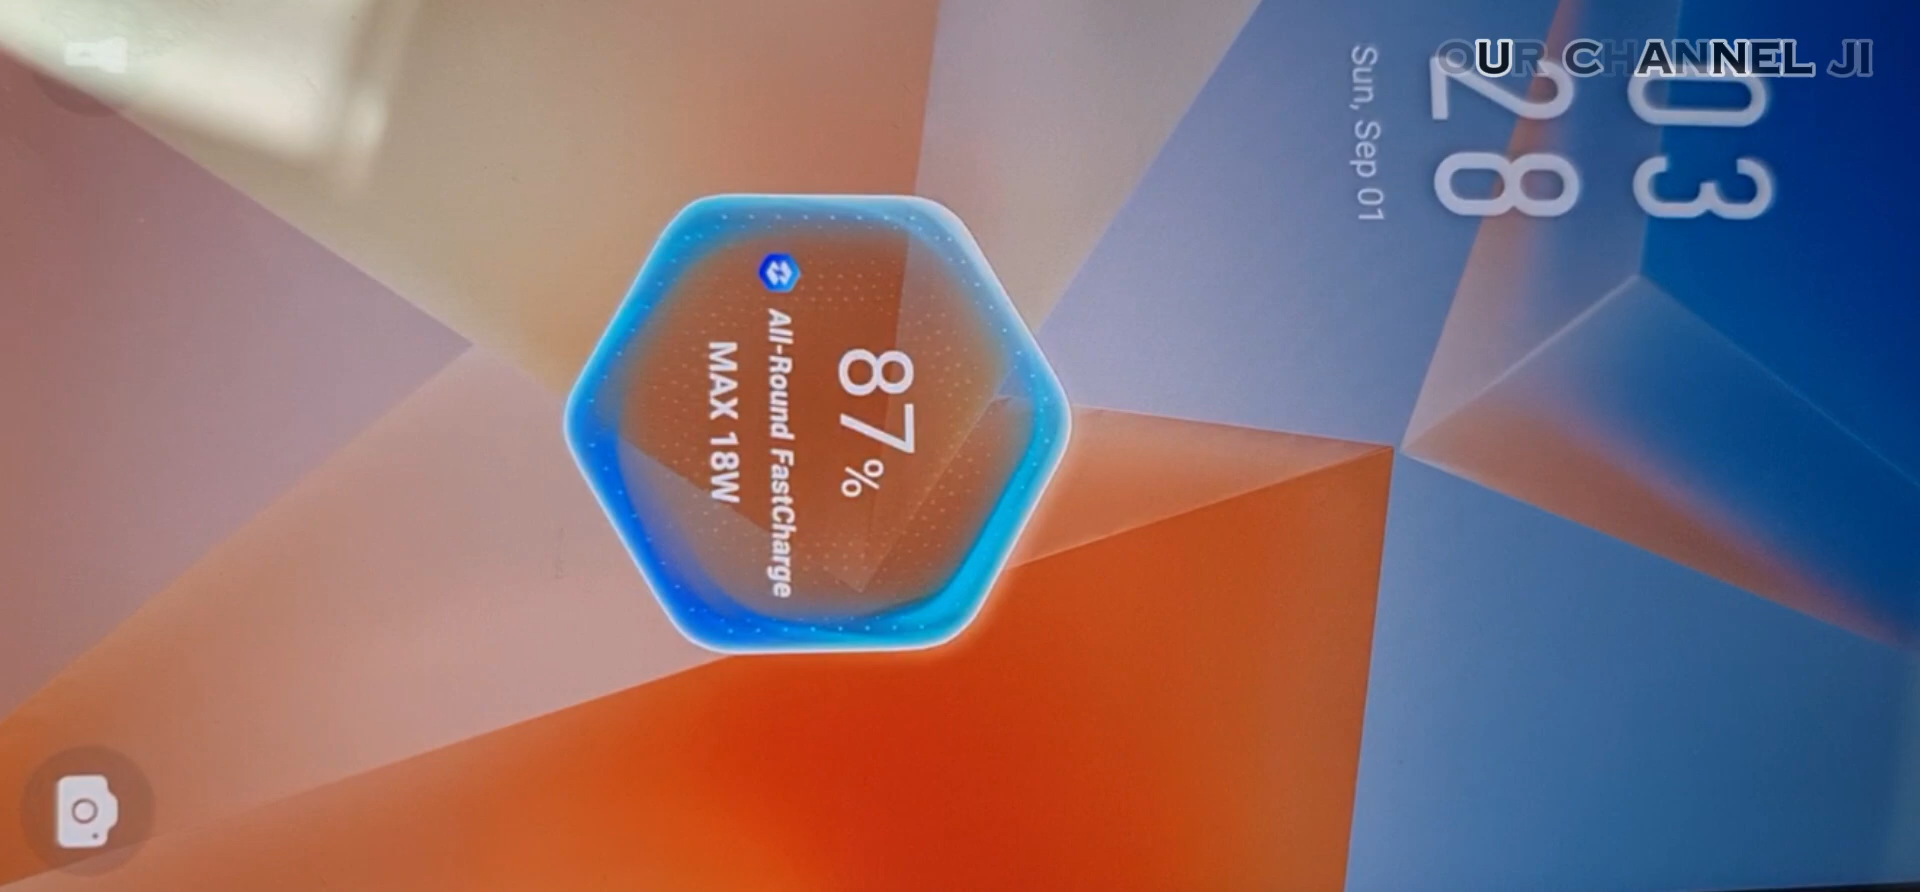 OUR CHANNEL JI
03
28
Sun, Sep 01
87%
All-Round FastCharge
MAX 18W